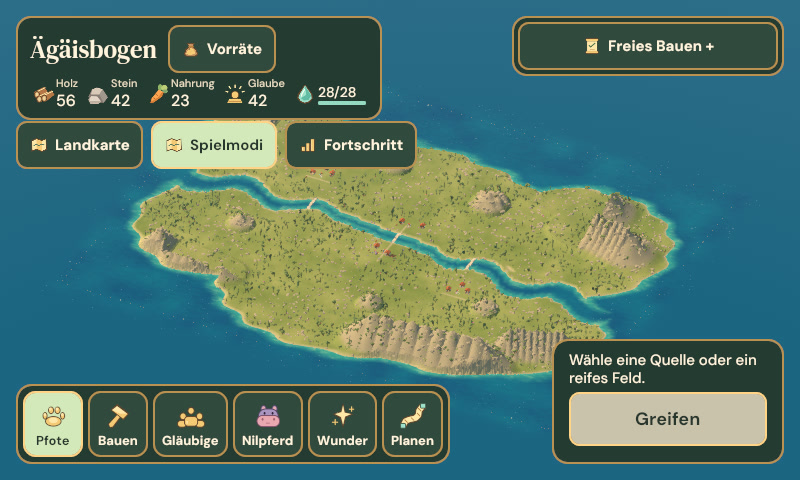 Ägäisbogen
Vorräte
Holz
56
Stein
42
Nahrung
23
Glaube
42
28/28
Freies Bauen +
Landkarte
Spielmodi
Fortschritt
Wähle eine Quelle oder ein
reifes Feld.
Greifen
Pfote
Bauen
Gläubige
Nilpferd
Wunder
Planen